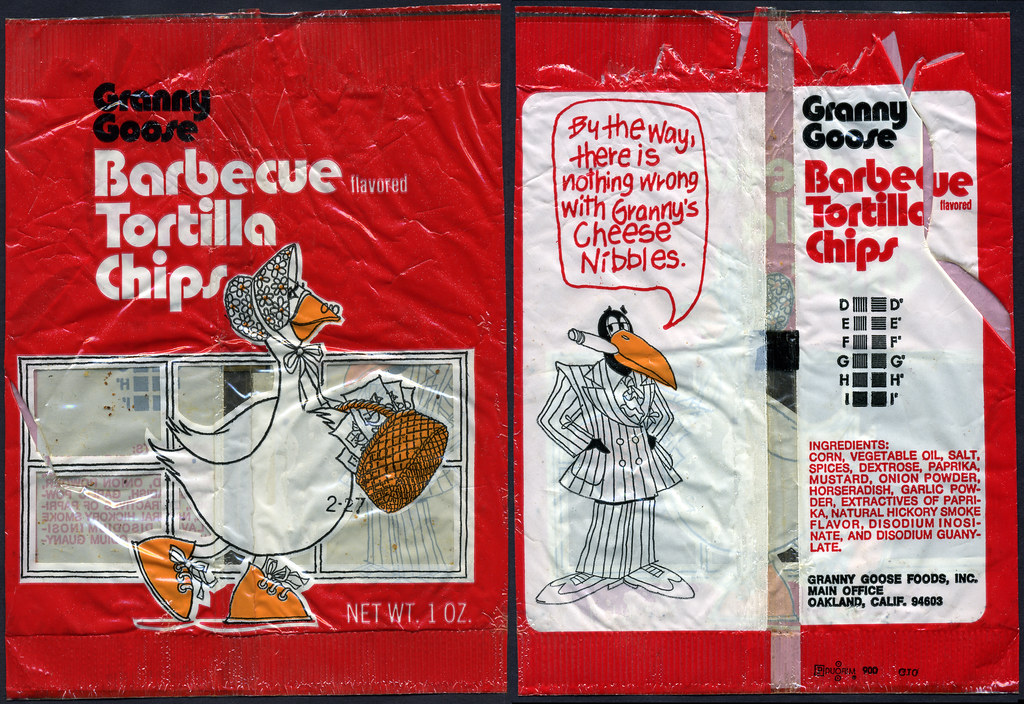 Granny
Goose
Barbecue flavored
Tortilla
Chips
2-27
NET WT. 1 OZ.
By the way,
there is
nothing wrong
with Granny's
Cheese
Nibbles.
Granny
Goose
Barbecue
flavored
Tortilla
Chips
D D'
E E'
F F'
G G'
H H'
I I'
INGREDIENTS:
CORN, VEGETABLE OIL, SALT,
SPICES, DEXTROSE, PAPRIKA,
MUSTARD, ONION POWDER,
HORSERADISH, GARLIC POW-
DER, EXTRACTIVES OF PAPRI-
KA, NATURAL HICKORY SMOKE
FLAVOR, DISODIUM INOSI-
NATE, AND DISODIUM GUANY-
LATE.
GRANNY GOOSE FOODS, INC.
MAIN OFFICE
OAKLAND, CALIF. 94603
900